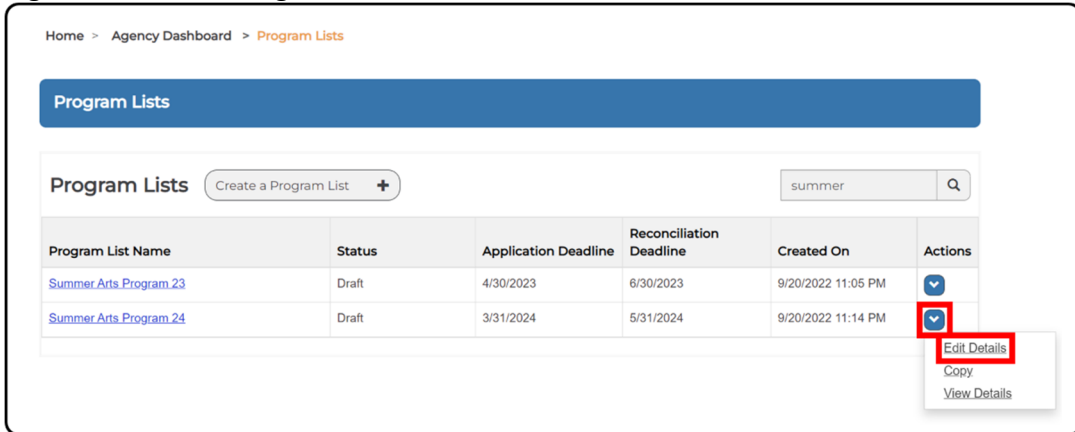 Home > Agency Dashboard > Program Lists
Program Lists
Program Lists Create a Program List + summer
Program List Name Status Application Deadline Reconciliation Deadline Created On Actions
Summer Arts Program 23 Draft 4/30/2023 6/30/2023 9/20/2022 11:05 PM
Summer Arts Program 24 Draft 3/31/2024 5/31/2024 9/20/2022 11:14 PM
Edit Details
Copy
View Details